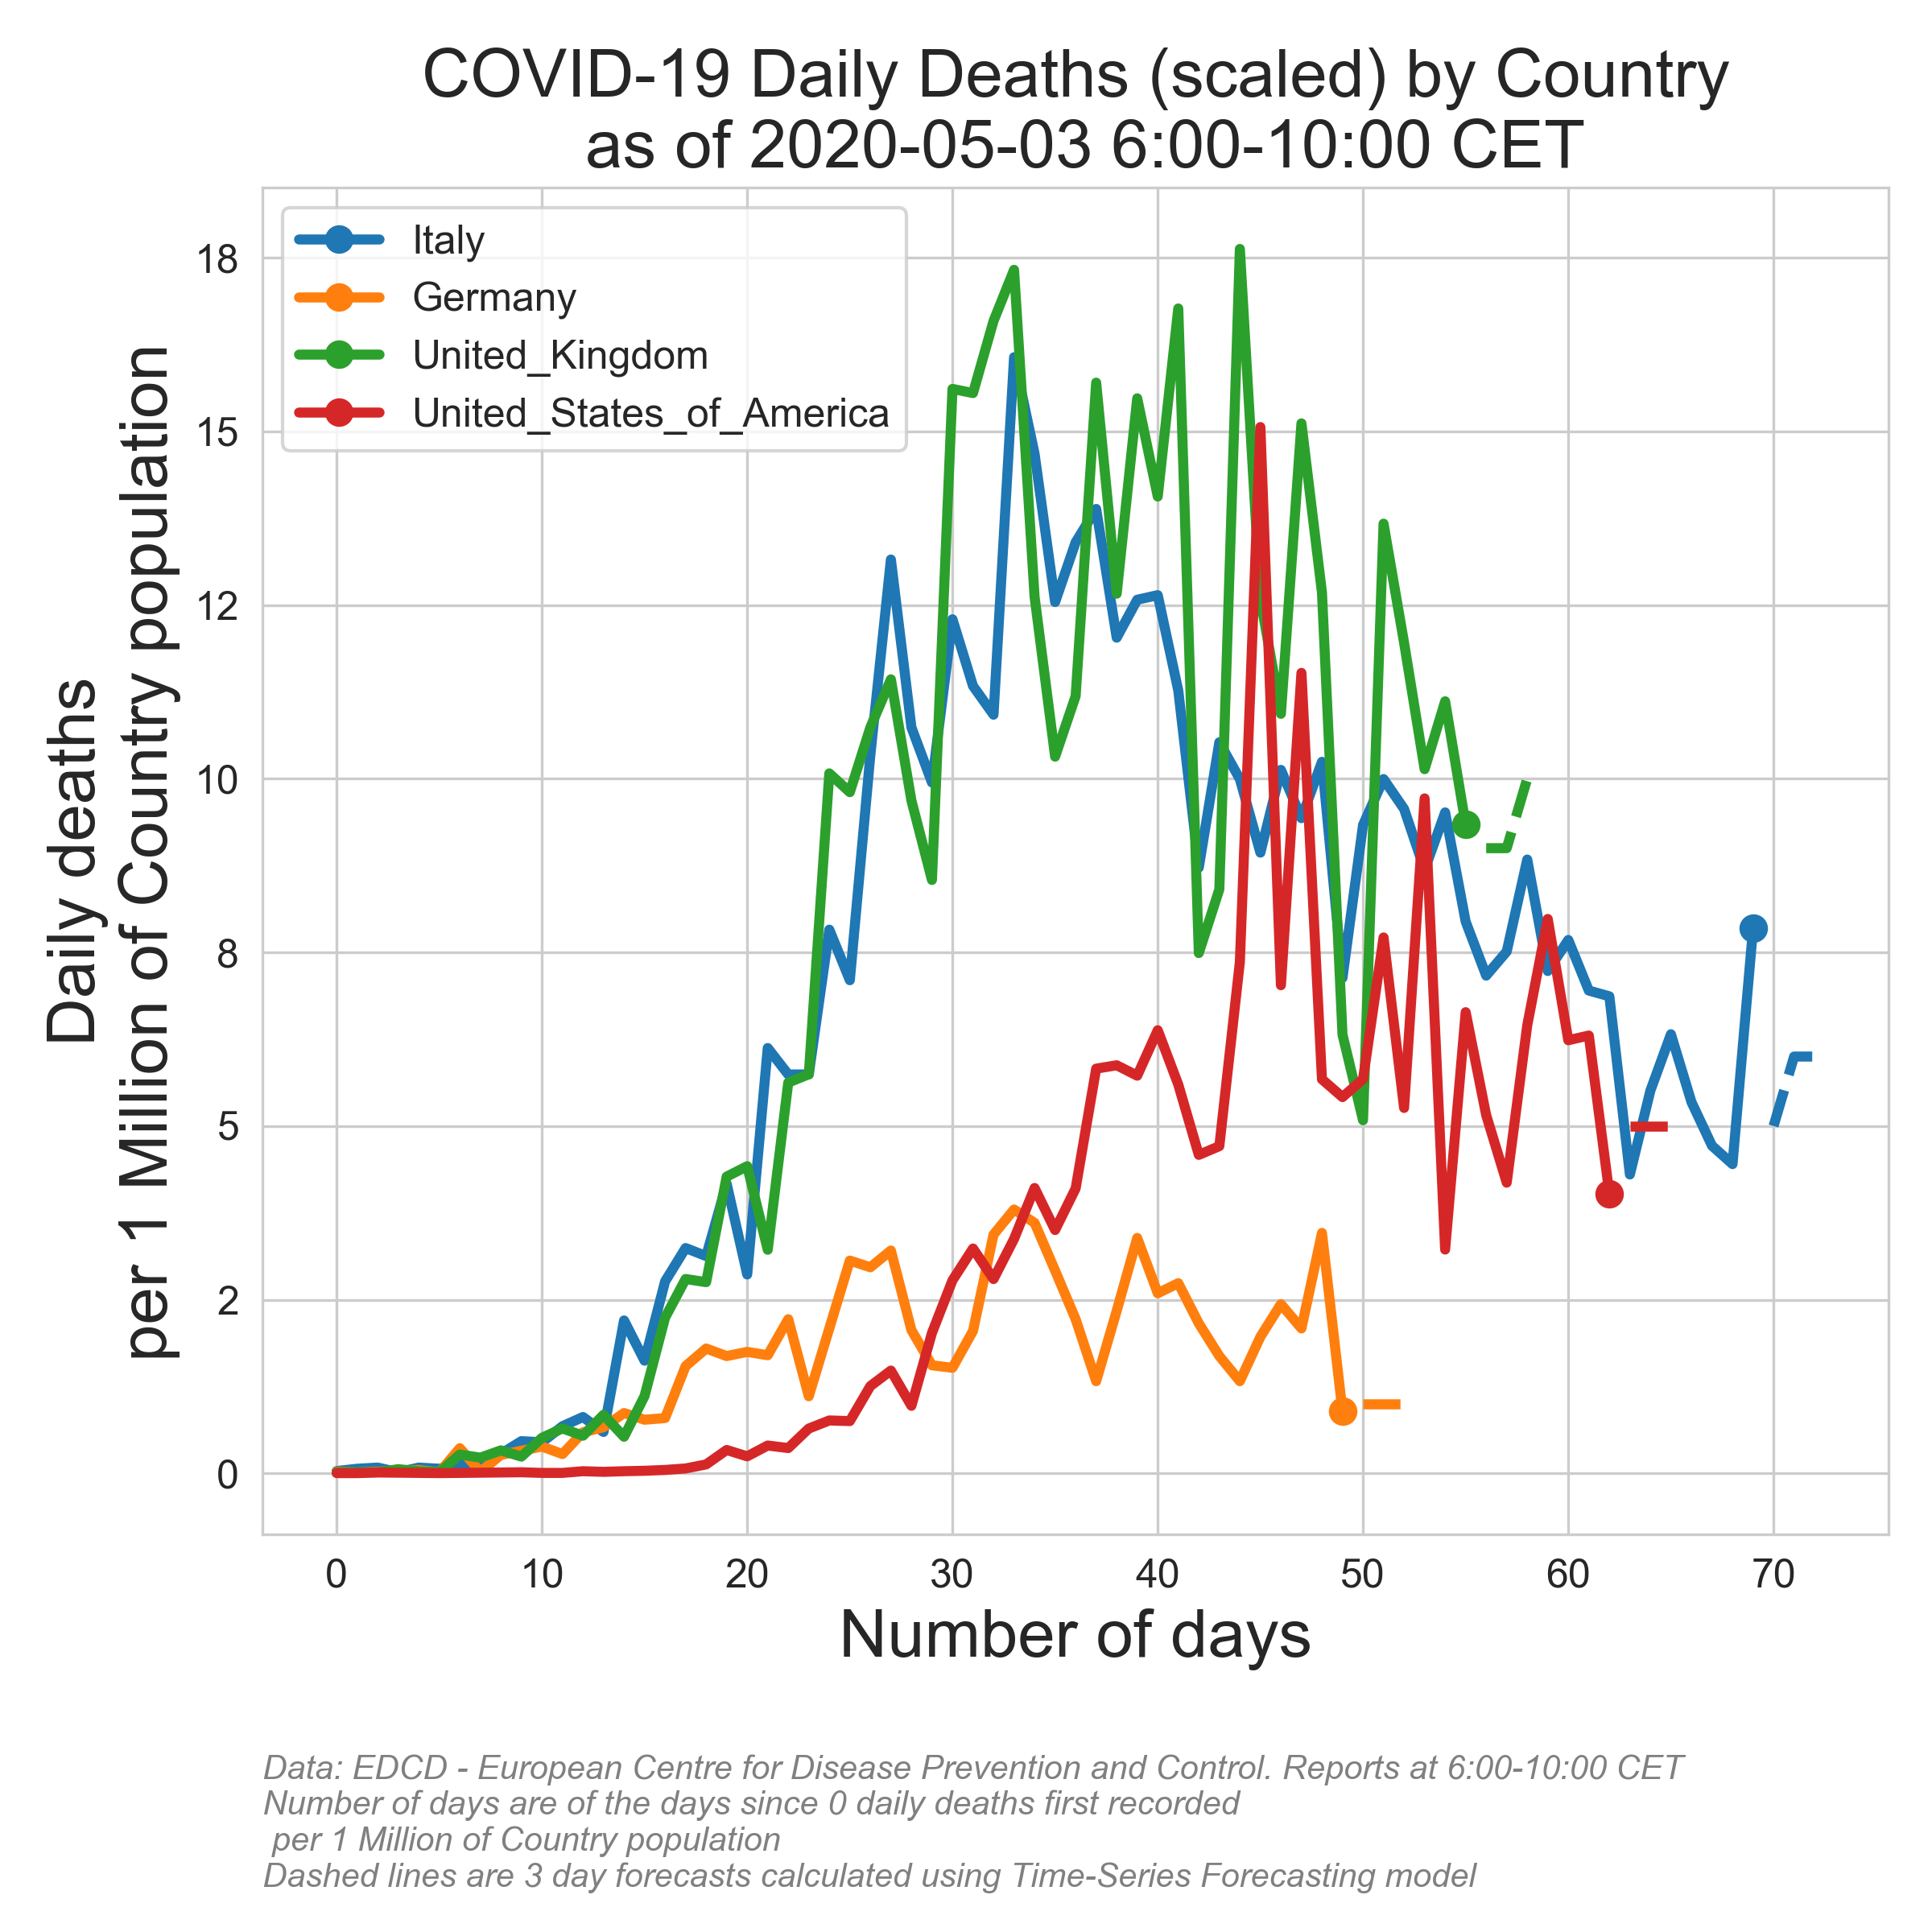 COVID-19 Daily Deaths (scaled) by Country
as of 2020-05-03 6:00-10:00 CET
Italy
Germany
United_Kingdom
United_States_of_America
Daily deaths
per 1 Million of Country population
18
15
12
10
8
5
2
0
0 10 20 30 40 50 60 70
Number of days
Data: EDCD - European Centre for Disease Prevention and Control. Reports at 6:00-10:00 CET
Number of days are of the days since 0 daily deaths first recorded
per 1 Million of Country population
Dashed lines are 3 day forecasts calculated using Time-Series Forecasting model